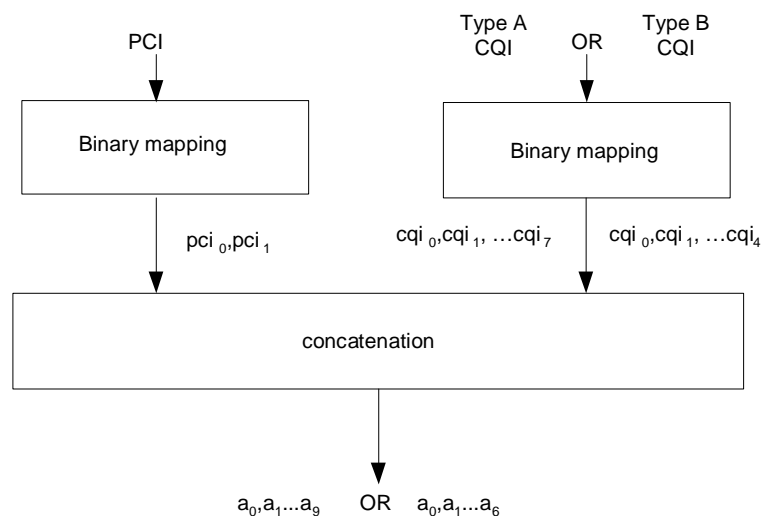 PCI
Type A CQI OR Type B CQI
Binary mapping
Binary mapping
pci₀,pci₁
cqi₀,cqi₁, …cqi₇
cqi₀,cqi₁, …cqi₄
concatenation
a₀,a₁...a₉ OR a₀,a₁...a₆